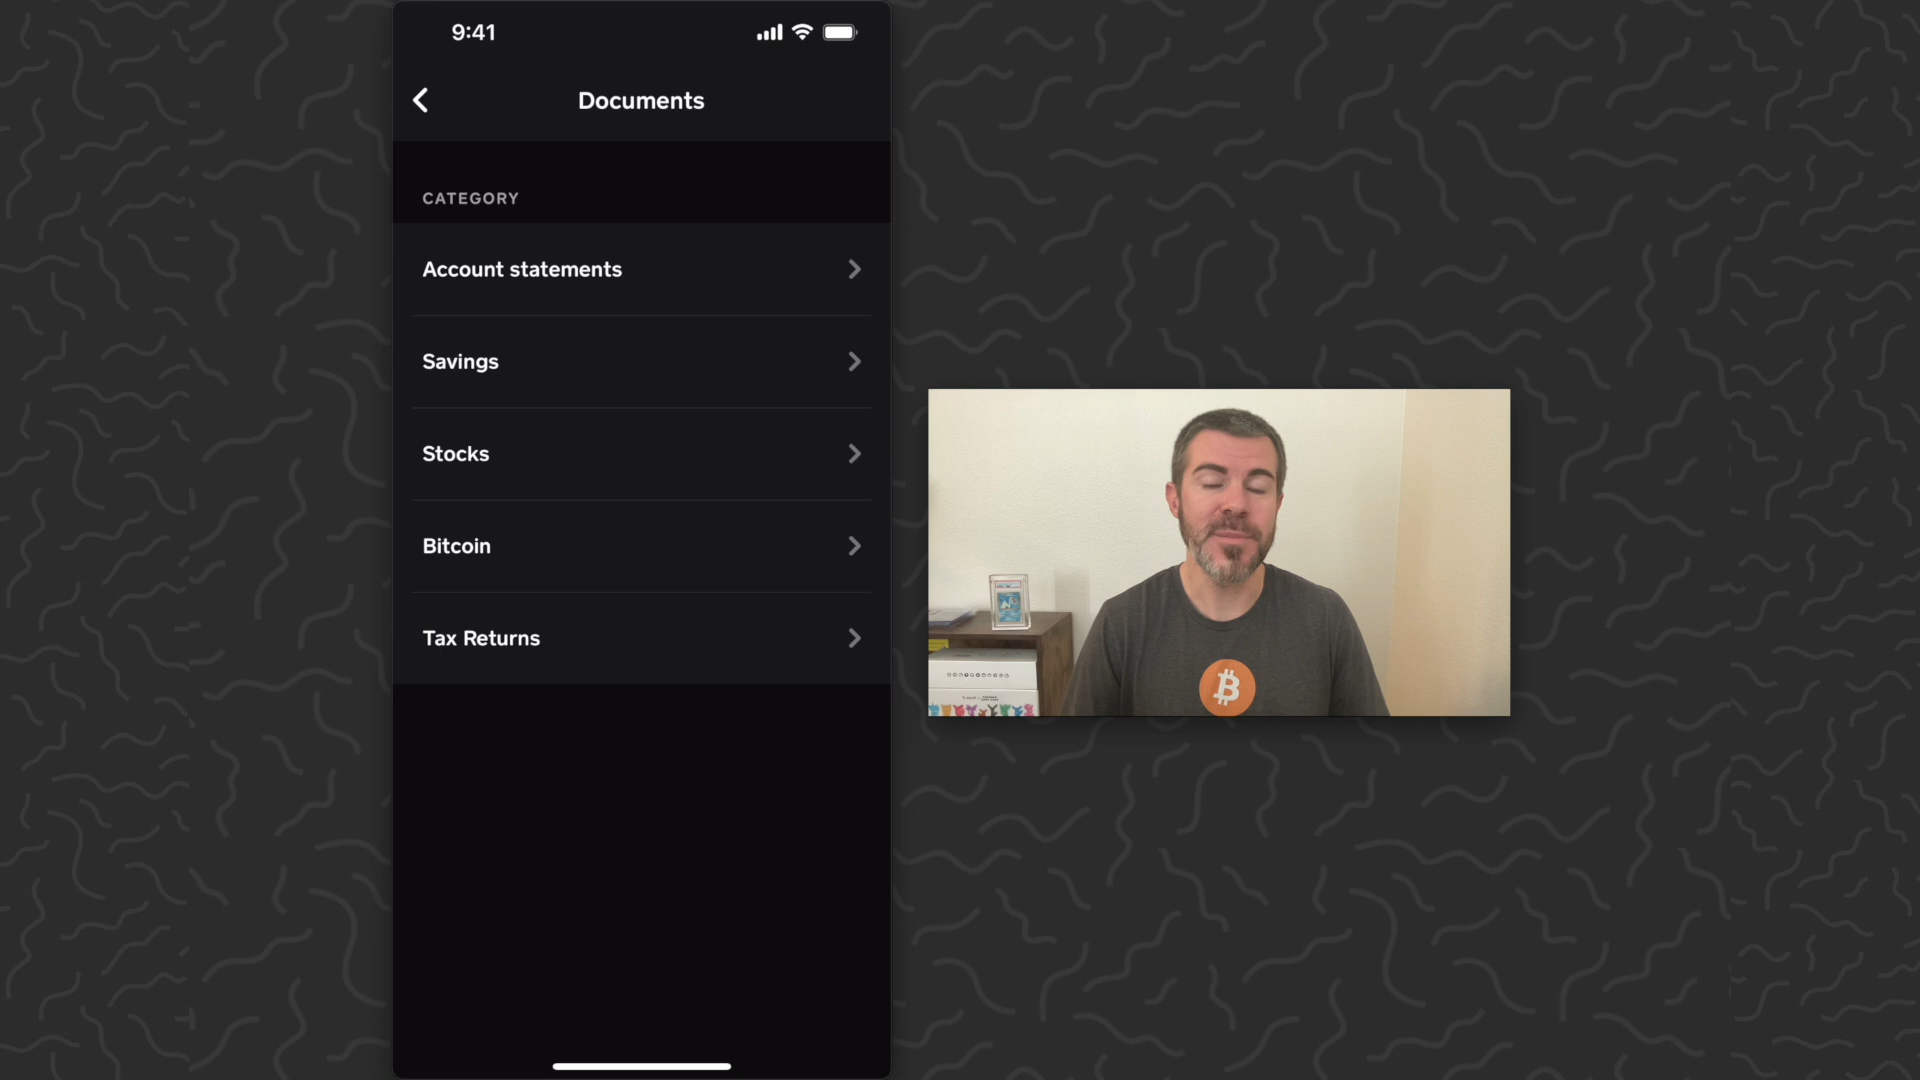 9:41
Documents
CATEGORY
Account statements
Savings
Stocks
Bitcoin
Tax Returns